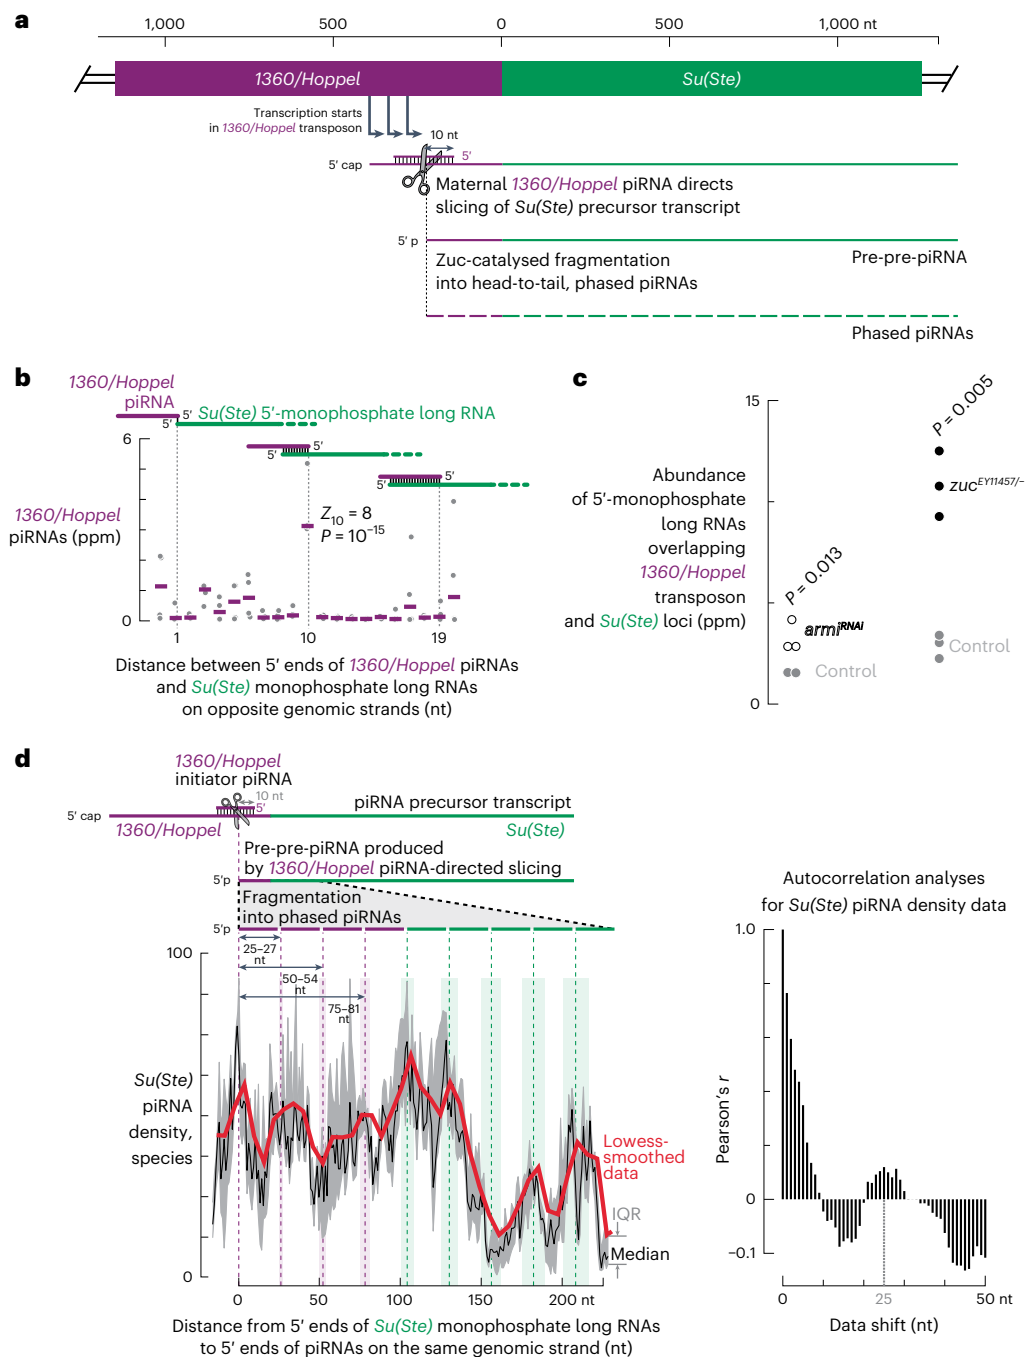 a
1,000 500 0 500 1,000 nt
1360/Hoppel Su(Ste)
Transcription starts
in 1360/Hoppel transposon
10 nt
5′ cap 5′
Maternal 1360/Hoppel piRNA directs
slicing of Su(Ste) precursor transcript
5′ p
Zuc-catalysed fragmentation
into head-to-tail, phased piRNAs
Pre-pre-piRNA
Phased piRNAs
b
1360/Hoppel
piRNA
5′ Su(Ste) 5′-monophosphate long RNA
5′
6
5′
5′
5′
5′
1360/Hoppel
piRNAs (ppm)
Z10 = 8
P = 10−15
0
1 10 19
Distance between 5′ ends of 1360/Hoppel piRNAs
and Su(Ste) monophosphate long RNAs
on opposite genomic strands (nt)
c
15
P = 0.005
Abundance
of 5′-monophosphate
long RNAs
overlapping
1360/Hoppel
transposon
and Su(Ste) loci (ppm)
zucEY11457/−
P = 0.013
armiRNAi
Control
Control
0
d
1360/Hoppel
initiator piRNA
10 nt
5′
5′ cap
1360/Hoppel
piRNA precursor transcript
Su(Ste)
Pre-pre-piRNA produced
by 1360/Hoppel piRNA-directed slicing
5′p
Fragmentation
into phased piRNAs
5′p
25–27
nt
50–54
nt
75–81
nt
100
Su(Ste)
piRNA
density,
species
0
Lowess-
smoothed
data
IQR
Median
0 50 100 150 200 nt
Distance from 5′ ends of Su(Ste) monophosphate long RNAs
to 5′ ends of piRNAs on the same genomic strand (nt)
Autocorrelation analyses
for Su(Ste) piRNA density data
1.0
Pearson's r
0
−0.1
0 25 50 nt
Data shift (nt)